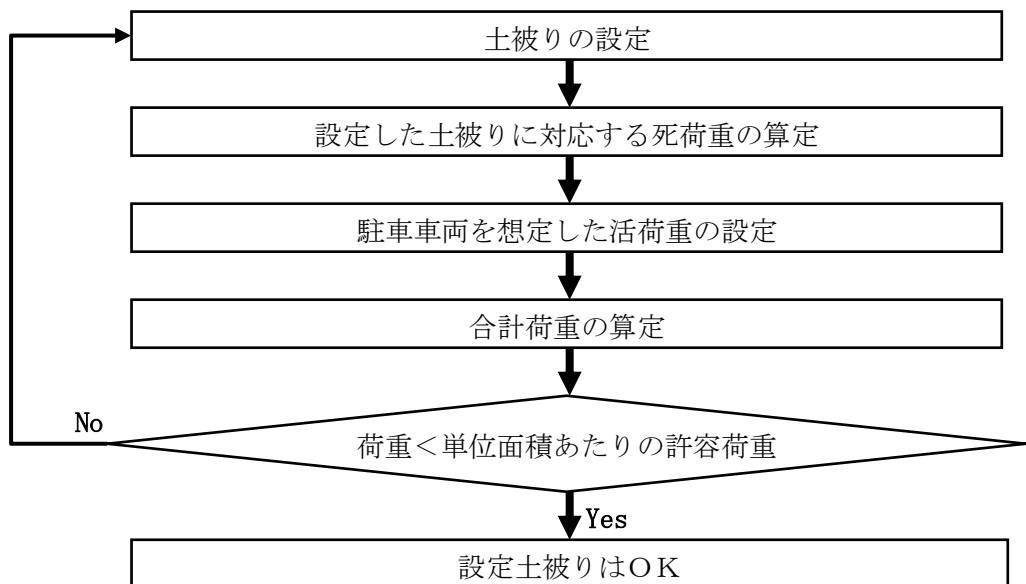 土被りの設定
設定した土被りに対応する死荷重の算定
駐車車両を想定した活荷重の設定
合計荷重の算定
No
荷重＜単位面積あたりの許容荷重
Yes
設定土被りはＯＫ